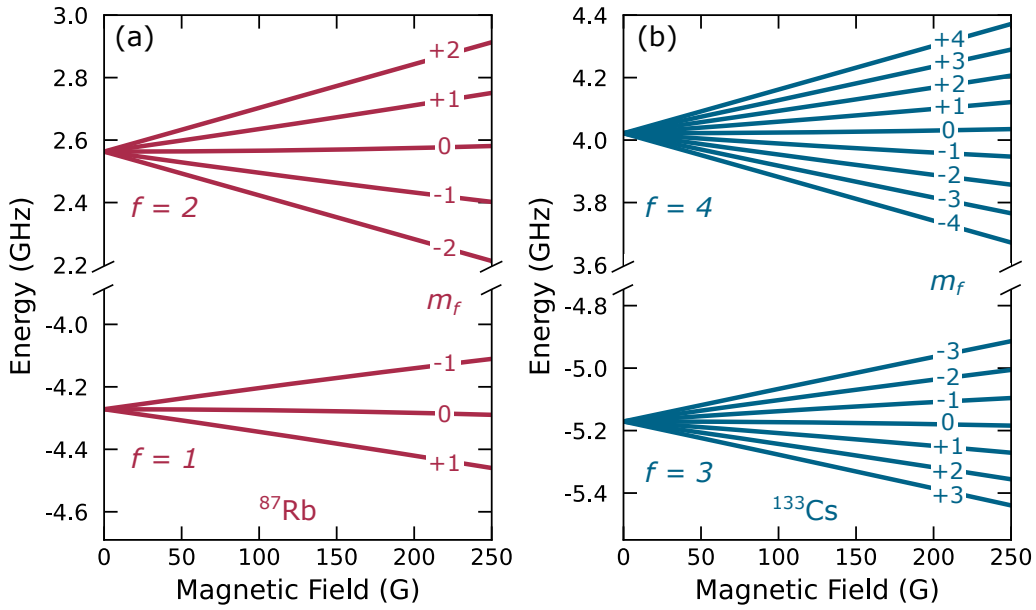 (a)
Energy (GHz)
3.0
2.8
2.6
2.4
2.2
-4.0
-4.2
-4.4
-4.6
+2
+1
0
-1
-2
f = 2
m_f
-1
0
+1
f = 1
⁸⁷Rb
0 50 100 150 200 250
Magnetic Field (G)
(b)
Energy (GHz)
4.4
4.2
4.0
3.8
3.6
-4.8
-5.0
-5.2
-5.4
+4
+3
+2
+1
0
-1
-2
-3
-4
f = 4
m_f
-3
-2
-1
0
+1
+2
+3
f = 3
¹³³Cs
0 50 100 150 200 250
Magnetic Field (G)